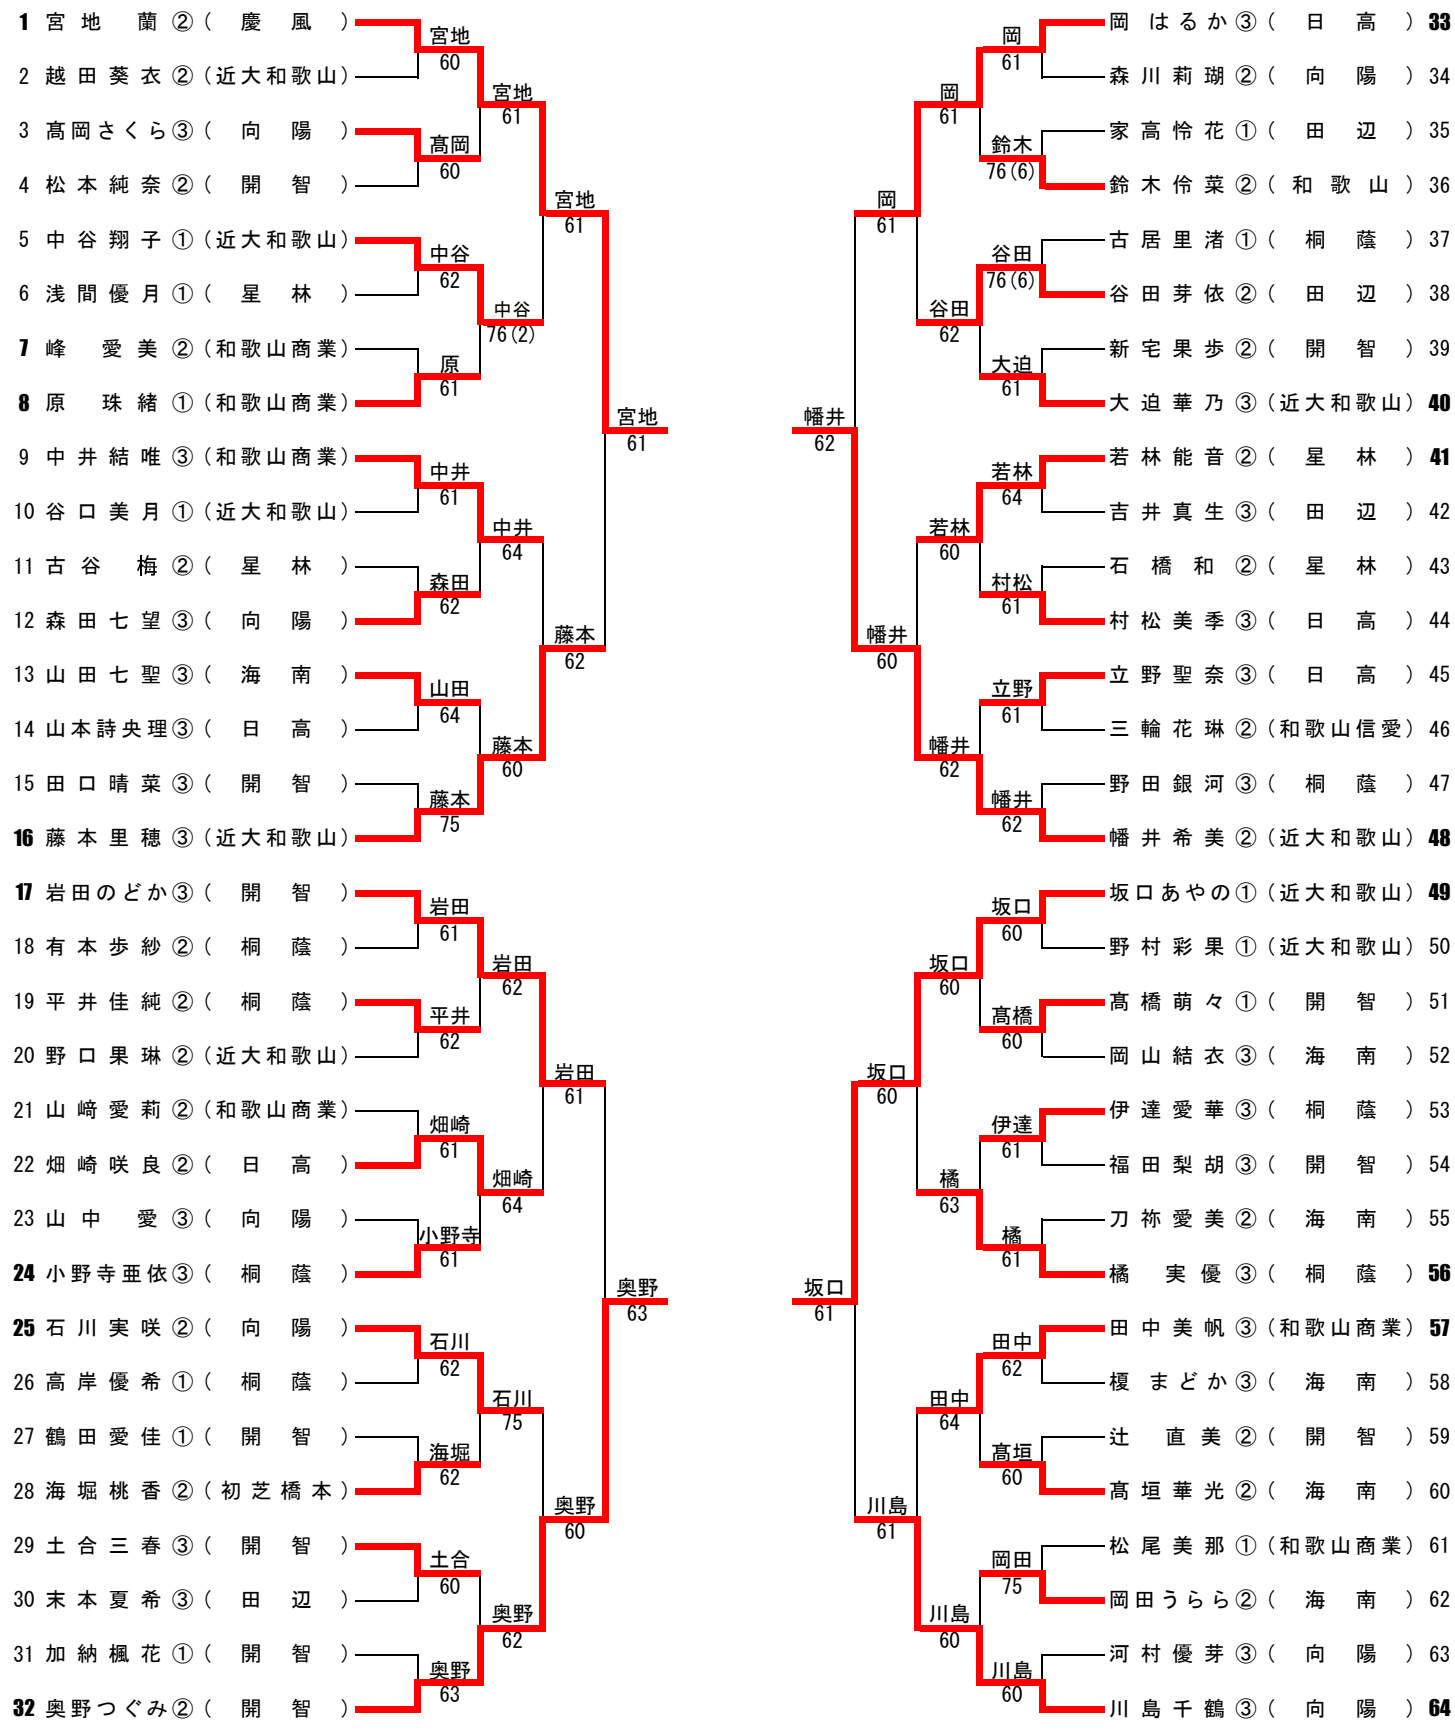 1 宮地 蘭②(慶風)
2 越田葵衣②(近大和歌山)
3 髙岡さくら③(向陽)
4 松本純奈②(開智)
5 中谷翔子①(近大和歌山)
6 浅間優月①(星林)
7 峰 愛美②(和歌山商業)
8 原 珠緒①(和歌山商業)
9 中井結唯③(和歌山商業)
10 谷口美月①(近大和歌山)
11 古谷 梅②(星林)
12 森田七望③(向陽)
13 山田七聖③(海南)
14 山本詩央理③(日高)
15 田口晴菜③(開智)
16 藤本里穂③(近大和歌山)
17 岩田のどか③(開智)
18 有本歩紗②(桐蔭)
19 平井佳純②(桐蔭)
20 野口果琳②(近大和歌山)
21 山﨑愛莉②(和歌山商業)
22 畑崎咲良②(日高)
23 山中 愛③(向陽)
24 小野寺亜依③(桐蔭)
25 石川実咲②(向陽)
26 高岸優希①(桐蔭)
27 鶴田愛佳①(開智)
28 海堀桃香②(初芝橋本)
29 土合三春③(開智)
30 末本夏希③(田辺)
31 加納楓花①(開智)
32 奥野つぐみ②(開智)
宮地
60
髙岡
60
中谷
62
原
61
中井
61
森田
62
山田
64
藤本
75
岩田
61
平井
62
畑崎
61
小野寺
61
石川
62
海堀
62
土合
60
奥野
63
宮地
61
中谷
76(2)
中井
64
藤本
60
岩田
62
畑崎
64
石川
75
奥野
62
宮地
61
藤本
62
岩田
61
奥野
60
宮地
61
奥野
63
幡井
62
坂口
61
岡
61
幡井
60
坂口
60
川島
61
岡
61
谷田
62
若林
60
幡井
62
坂口
60
橘
63
田中
64
川島
60
岡
61
鈴木
76(6)
谷田
76(6)
大迫
61
若林
64
村松
61
立野
61
幡井
62
坂口
60
髙橋
60
伊達
61
橘
61
田中
62
髙垣
60
岡田
75
川島
60
岡 はるか③(日高)33
森川莉瑚②(向陽)34
家高怜花①(田辺)35
鈴木伶菜②(和歌山)36
古居里渚①(桐蔭)37
谷田芽依②(田辺)38
新宅果歩②(開智)39
大迫華乃③(近大和歌山)40
若林能音②(星林)41
吉井真生③(田辺)42
石橋和②(星林)43
村松美季③(日高)44
立野聖奈③(日高)45
三輪花琳②(和歌山信愛)46
野田銀河③(桐蔭)47
幡井希美②(近大和歌山)48
坂口あやの①(近大和歌山)49
野村彩果①(近大和歌山)50
髙橋萌々①(開智)51
岡山結衣③(海南)52
伊達愛華③(桐蔭)53
福田梨胡③(開智)54
刀祢愛美②(海南)55
橘 実優③(桐蔭)56
田中美帆③(和歌山商業)57
榎 まどか③(海南)58
辻 直美②(開智)59
髙垣華光②(海南)60
松尾美那①(和歌山商業)61
岡田うらら②(海南)62
河村優芽③(向陽)63
川島千鶴③(向陽)64